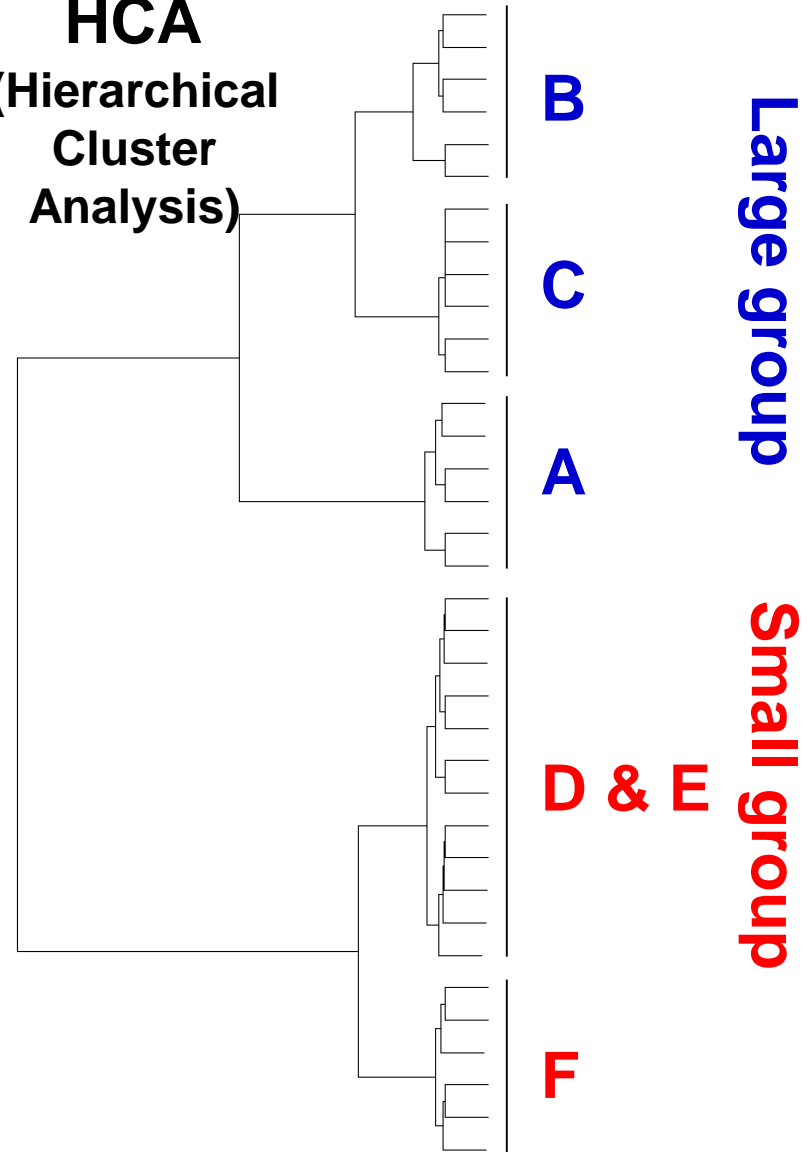 HCA
(Hierarchical
Cluster
Analysis)
B
C
A
Large group
D & E
F
Small group